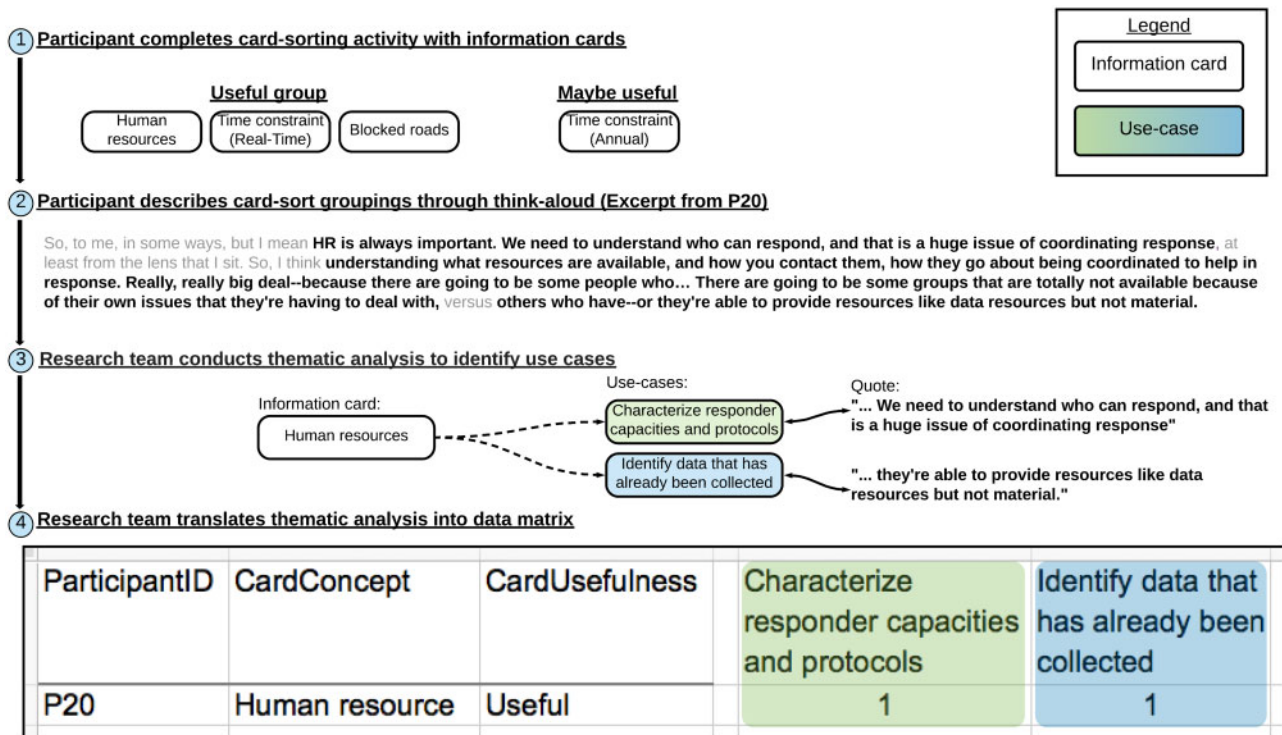 Legend
Information card
Use-case
1 Participant completes card-sorting activity with information cards
Useful group
Maybe useful
Human
resources
Time constraint
(Real-Time)
Blocked roads
Time constraint
(Annual)
2 Participant describes card-sort groupings through think-aloud (Excerpt from P20)
So, to me, in some ways, but I mean HR is always important. We need to understand who can respond, and that is a huge issue of coordinating response, at
least from the lens that I sit. So, I think understanding what resources are available, and how you contact them, how they go about being coordinated to help in
response. Really, really big deal--because there are going to be some people who... There are going to be some groups that are totally not available because
of their own issues that they're having to deal with, versus others who have--or they're able to provide resources like data resources but not material.
3 Research team conducts thematic analysis to identify use cases
Information card:
Human resources
Use-cases:
Characterize responder
capacities and protocols
Identify data that has
already been collected
Quote:
"... We need to understand who can respond, and that
is a huge issue of coordinating response"
"... they're able to provide resources like data
resources but not material."
4 Research team translates thematic analysis into data matrix
ParticipantID
CardConcept
CardUsefulness
Characterize
responder capacities
and protocols
Identify data that
has already been
collected
P20
Human resource
Useful
1
1